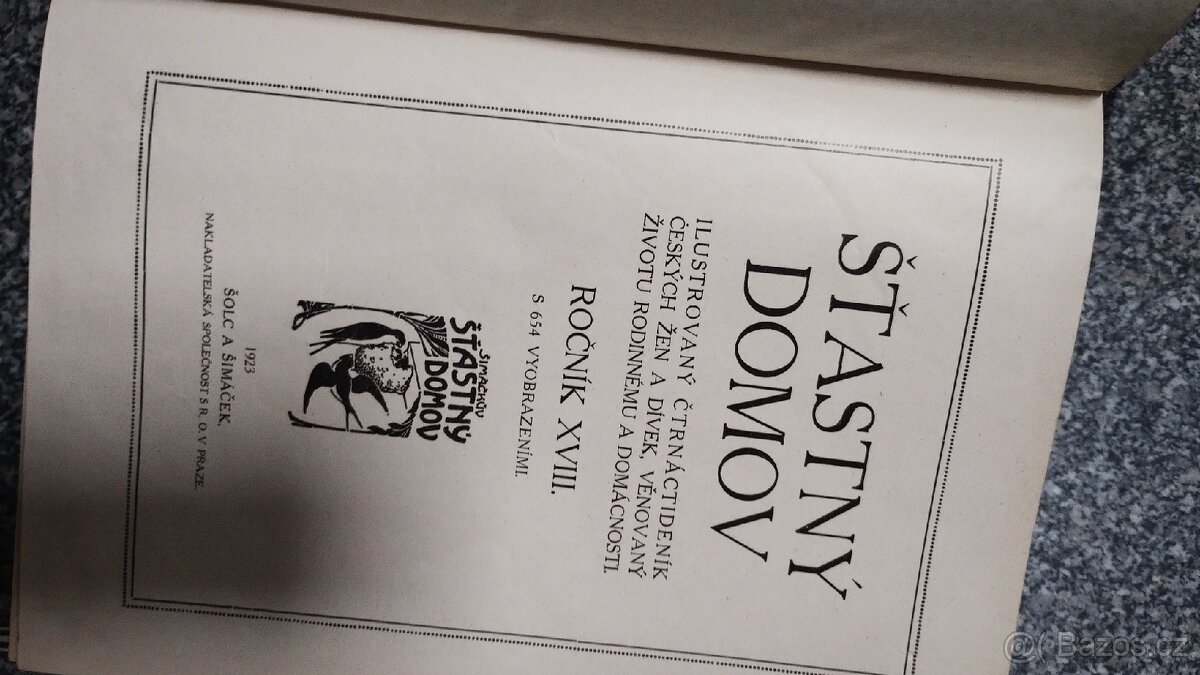 ŠŤASTNÝ
DOMOV
ILUSTROVANÝ ČTRNÁCTIDENÍK
ČESKÝCH ŽEN A DÍVEK, VĚNOVANÝ
ŽIVOTU RODINNÉMU A DOMÁCNOSTI.
ROČNÍK XVIII.
S 654 VYOBRAZENÍMI.
ŠIMÁČKŮV
ŠŤASTNÝ
DOMOV
1923
ŠOLC A ŠIMÁČEK,
NAKLADATELSKÁ SPOLEČNOST S R. O. V PRAZE.
@ Bazos.cz